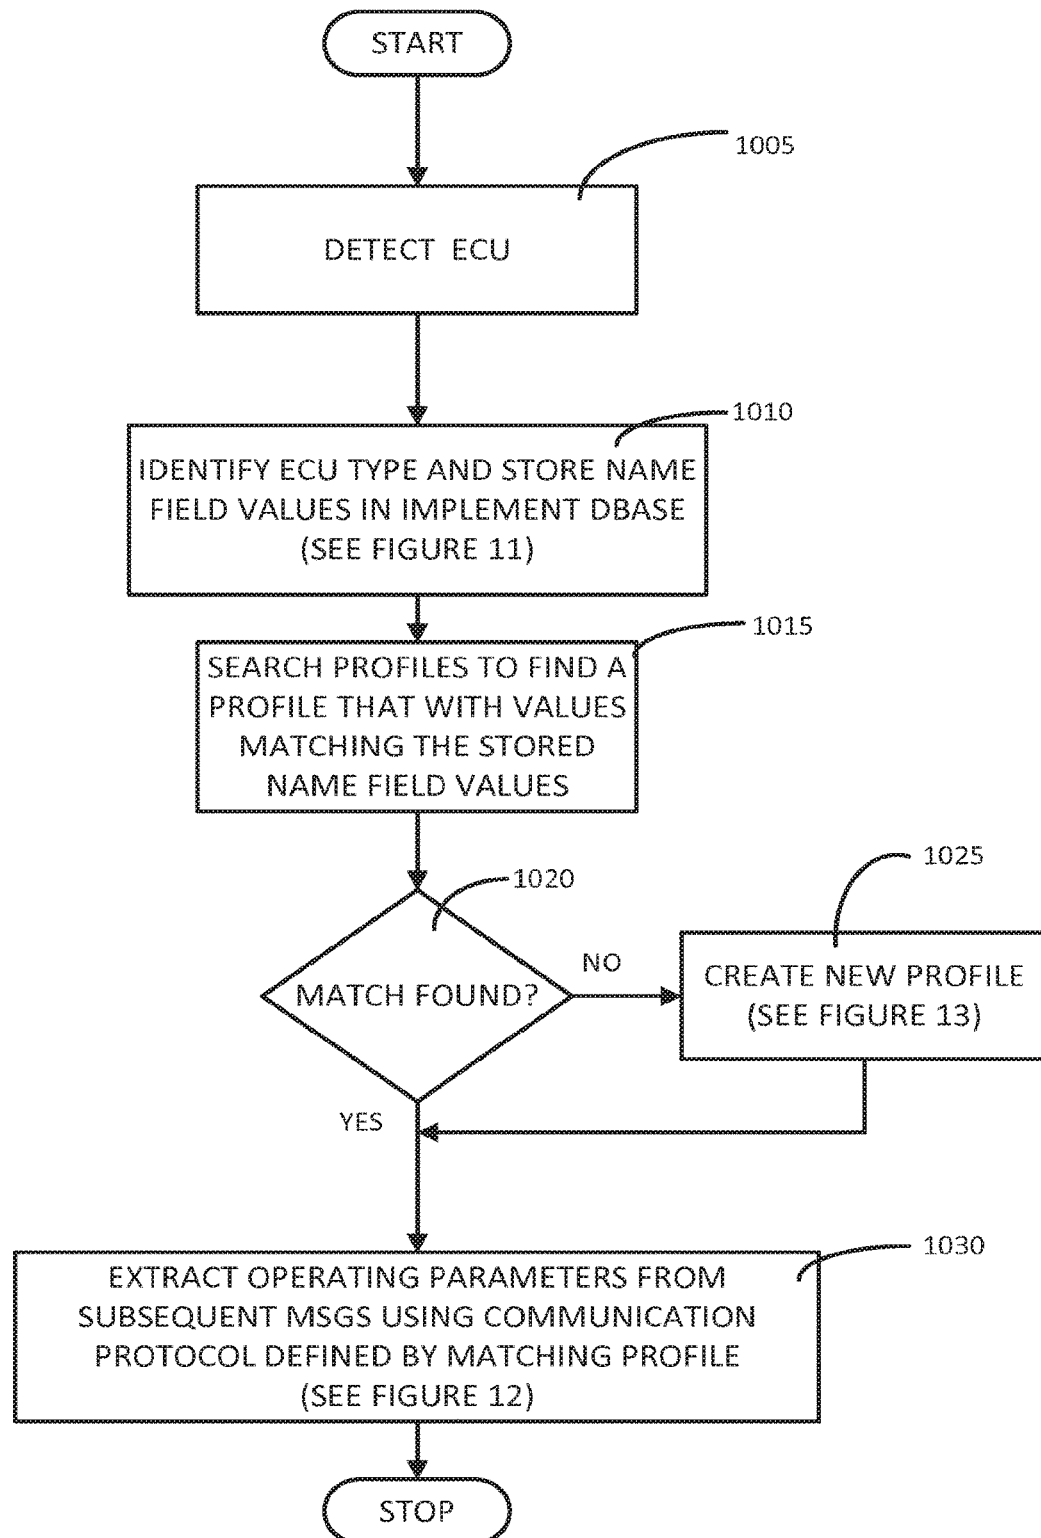 START
1005
DETECT ECU
1010
IDENTIFY ECU TYPE AND STORE NAME
FIELD VALUES IN IMPLEMENT DBASE
(SEE FIGURE 11)
1015
SEARCH PROFILES TO FIND A
PROFILE THAT WITH VALUES
MATCHING THE STORED
NAME FIELD VALUES
1020
1025
MATCH FOUND?
NO
CREATE NEW PROFILE
(SEE FIGURE 13)
YES
1030
EXTRACT OPERATING PARAMETERS FROM
SUBSEQUENT MSGS USING COMMUNICATION
PROTOCOL DEFINED BY MATCHING PROFILE
(SEE FIGURE 12)
STOP